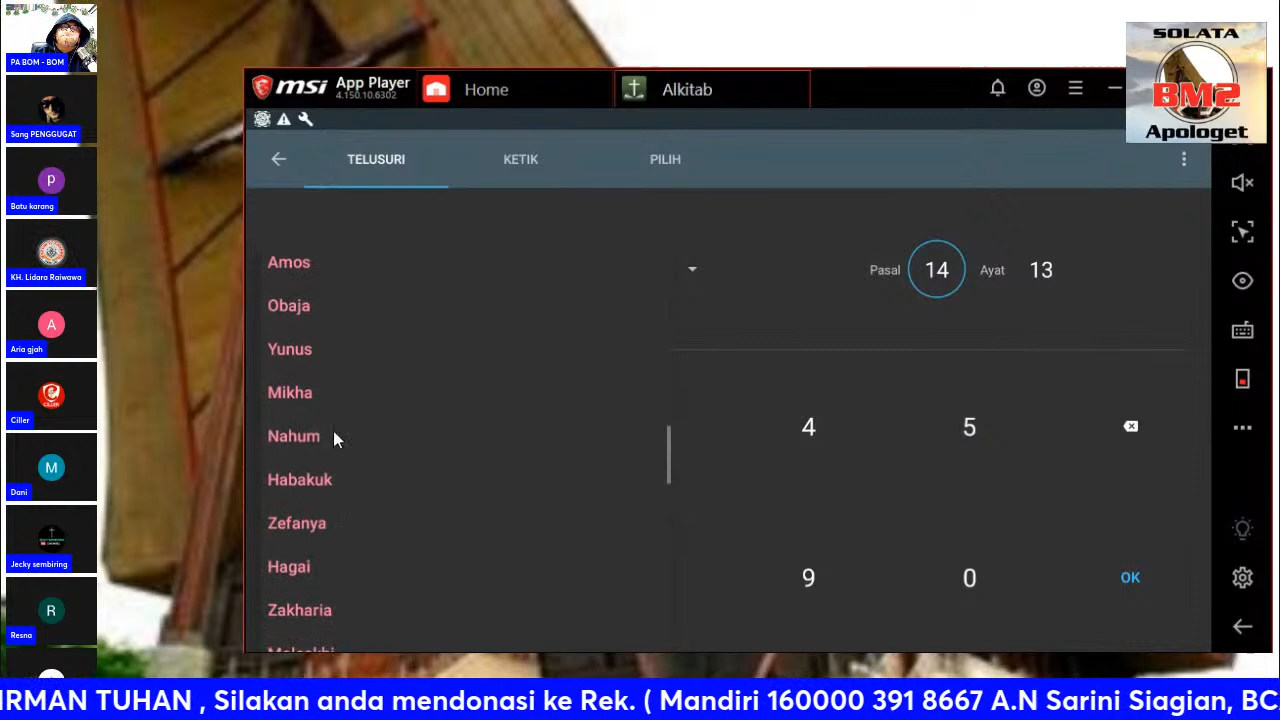 PA BOM - BOM
Sang PENGGUGAT
P
Batu karang
KH. Lidara Raiwawa
A
Aria gjah
CILLER
Ciller
M
Dani
Jecky sembiring
R
Resna
msi App Player
4.150.10.6302
Home
Alkitab
SOLATA
BM2
Apologet
TELUSURI
KETIK
PILIH
Amos
Obaja
Yunus
Mikha
Nahum
Habakuk
Zefanya
Hagai
Zakharia
Maleakhi
Pasal 14 Ayat 13
4 5
9 0 OK
IRMAN TUHAN , Silakan anda mendonasi ke Rek. ( Mandiri 160000 391 8667 A.N Sarini Siagian, BCA